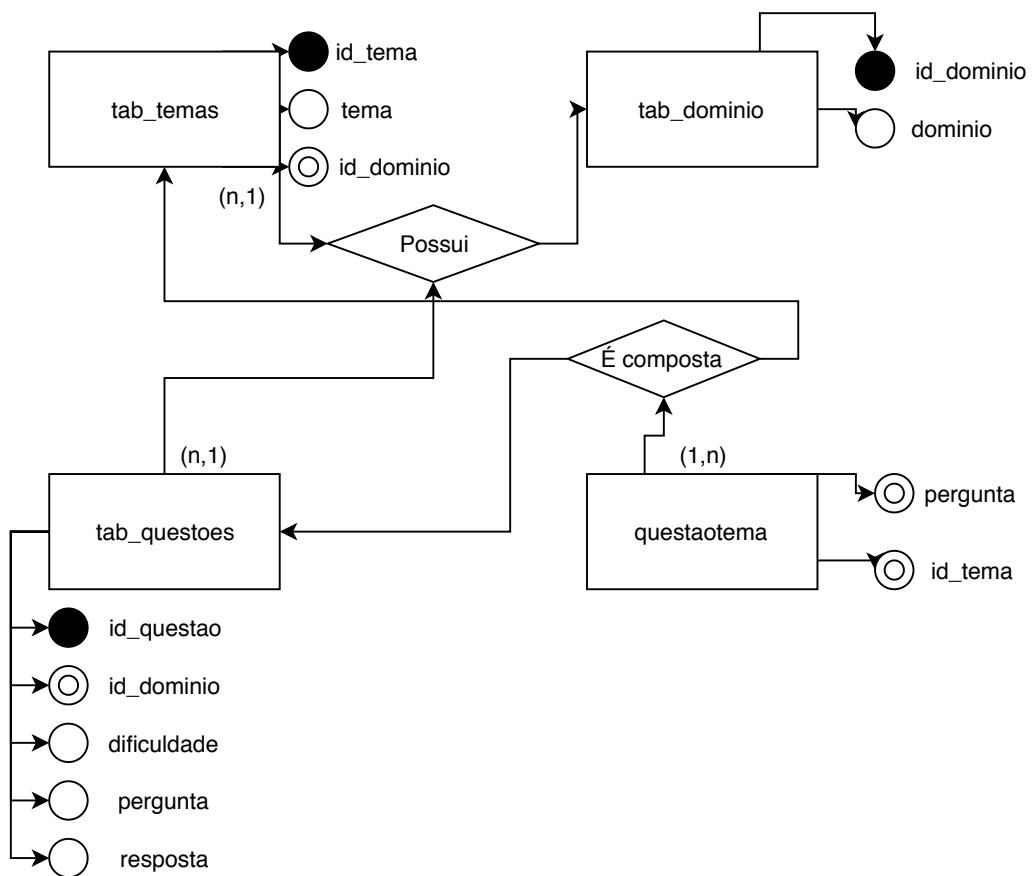 tab_temas
id_tema
tema
id_dominio
(n,1)
tab_dominio
id_dominio
dominio
Possui
É composta
(n,1)
tab_questoes
(1,n)
questaotema
pergunta
id_tema
id_questao
id_dominio
dificuldade
pergunta
resposta